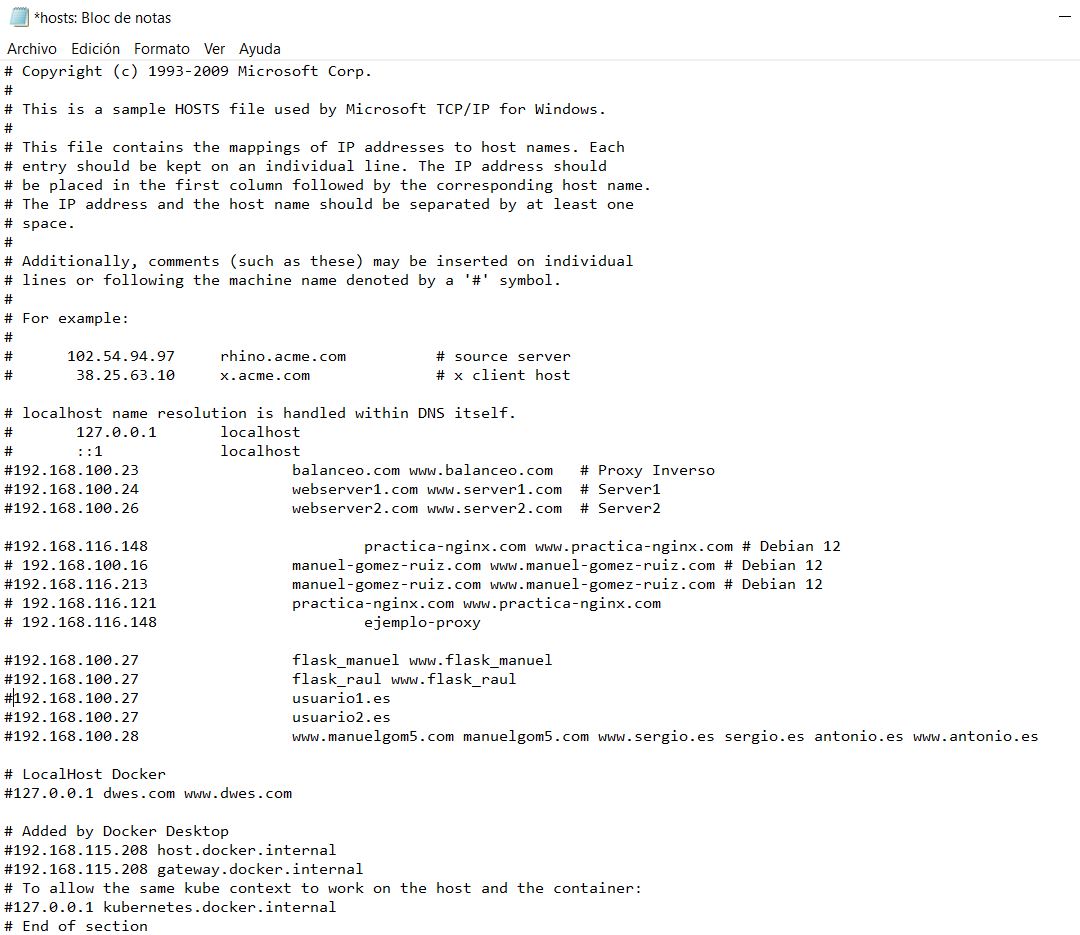 *hosts: Bloc de notas
Archivo Edición Formato Ver Ayuda
# Copyright (c) 1993-2009 Microsoft Corp.
#
# This is a sample HOSTS file used by Microsoft TCP/IP for Windows.
#
# This file contains the mappings of IP addresses to host names. Each
# entry should be kept on an individual line. The IP address should
# be placed in the first column followed by the corresponding host name.
# The IP address and the host name should be separated by at least one
# space.
#
# Additionally, comments (such as these) may be inserted on individual
# lines or following the machine name denoted by a '#' symbol.
#
# For example:
#
#      102.54.94.97     rhino.acme.com          # source server
#       38.25.63.10     x.acme.com              # x client host

# localhost name resolution is handled within DNS itself.
#       127.0.0.1       localhost
#       ::1             localhost
#192.168.100.23                 balanceo.com www.balanceo.com   # Proxy Inverso
#192.168.100.24                 webserver1.com www.server1.com  # Server1
#192.168.100.26                 webserver2.com www.server2.com  # Server2

#192.168.116.148                        practica-nginx.com www.practica-nginx.com # Debian 12
# 192.168.100.16                manuel-gomez-ruiz.com www.manuel-gomez-ruiz.com # Debian 12
#192.168.116.213                manuel-gomez-ruiz.com www.manuel-gomez-ruiz.com # Debian 12
# 192.168.116.121               practica-nginx.com www.practica-nginx.com
# 192.168.116.148                       ejemplo-proxy

#192.168.100.27                 flask_manuel www.flask_manuel
#192.168.100.27                 flask_raul www.flask_raul
#192.168.100.27                 usuario1.es
#192.168.100.27                 usuario2.es
#192.168.100.28                 www.manuelgom5.com manuelgom5.com www.sergio.es sergio.es antonio.es www.antonio.es

# LocalHost Docker
#127.0.0.1 dwes.com www.dwes.com

# Added by Docker Desktop
#192.168.115.208 host.docker.internal
#192.168.115.208 gateway.docker.internal
# To allow the same kube context to work on the host and the container:
#127.0.0.1 kubernetes.docker.internal
# End of section